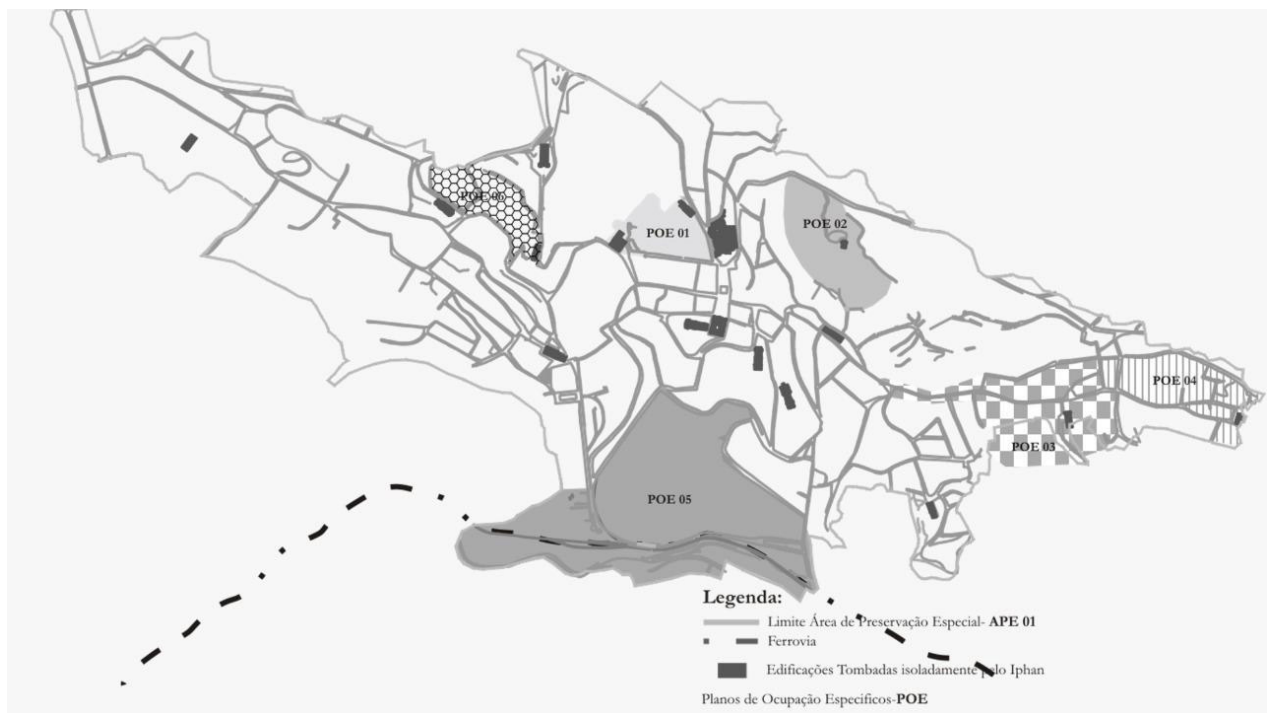 POE 06
POE 01
POE 02
POE 04
POE 03
POE 05
Legenda:
Limite Área de Preservação Especial- APE 01
Ferrovia
Edificações Tombadas isoladamente pelo Iphan
Planos de Ocupação Especificos-POE